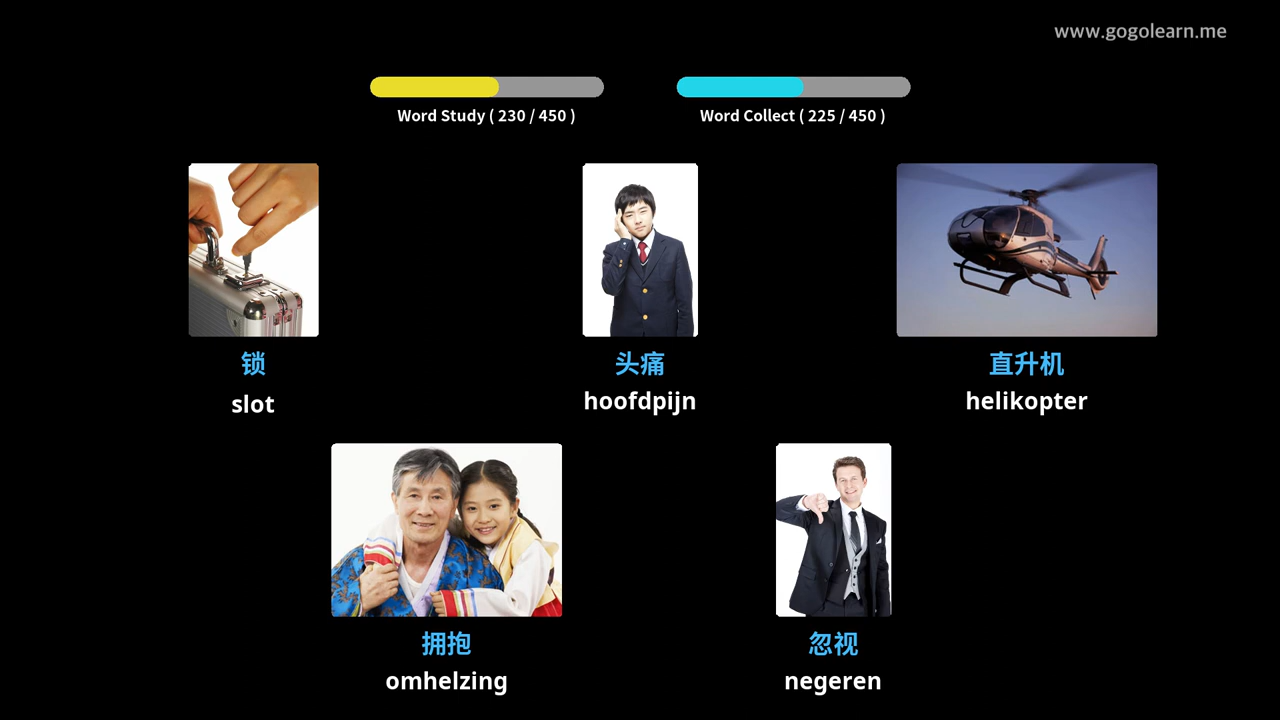 www.gogolearn.me
Word Study ( 230 / 450 )
Word Collect ( 225 / 450 )
锁
slot
头痛
hoofdpijn
直升机
helikopter
拥抱
omhelzing
忽视
negeren